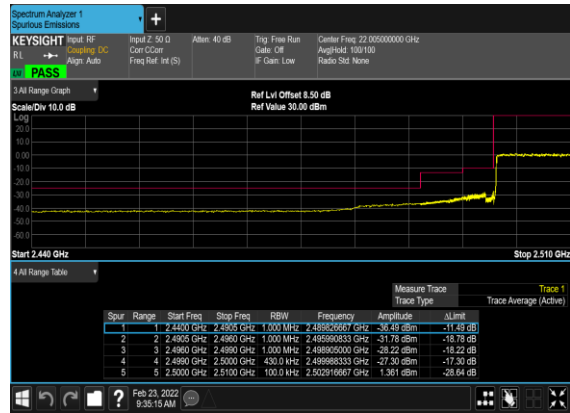 Spectrum Analyzer 1
Spurious Emissions
+
KEYSIGHT Input: RF Input Z: 50 Ω Atten: 40 dB Trig: Free Run Center Freq: 22.005000000 GHz
RL Coupling: DC Corr CCorr Gate: Off Avg|Hold: 100/100
Align: Auto Freq Ref: Int (S) IF Gain: Low Radio Std: None
PASS
3 All Range Graph Ref Lvl Offset 8.50 dB
Scale/Div 10.0 dB Ref Value 30.00 dBm
Log
20.0
10.0
0.00
-10.0
-20.0
-30.0
-40.0
-50.0
-60.0
Start 2.440 GHz Stop 2.510 GHz
4 All Range Table
Measure Trace Trace 1
Trace Type Trace Average (Active)
Spur Range Start Freq Stop Freq RBW Frequency Amplitude ΔLimit
1 1 2.4400 GHz 2.4905 GHz 1.000 MHz 2.489826667 GHz -36.49 dBm -11.49 dB
2 2 2.4905 GHz 2.4960 GHz 1.000 MHz 2.495990833 GHz -31.78 dBm -18.78 dB
3 3 2.4960 GHz 2.4990 GHz 1.000 MHz 2.498905000 GHz -28.22 dBm -18.22 dB
4 4 2.4990 GHz 2.5000 GHz 430.0 kHz 2.499988333 GHz -27.30 dBm -17.30 dB
5 5 2.5000 GHz 2.5100 GHz 100.0 kHz 2.502916667 GHz 1.361 dBm -28.64 dB
? Feb 23, 2022
9:35:15 AM